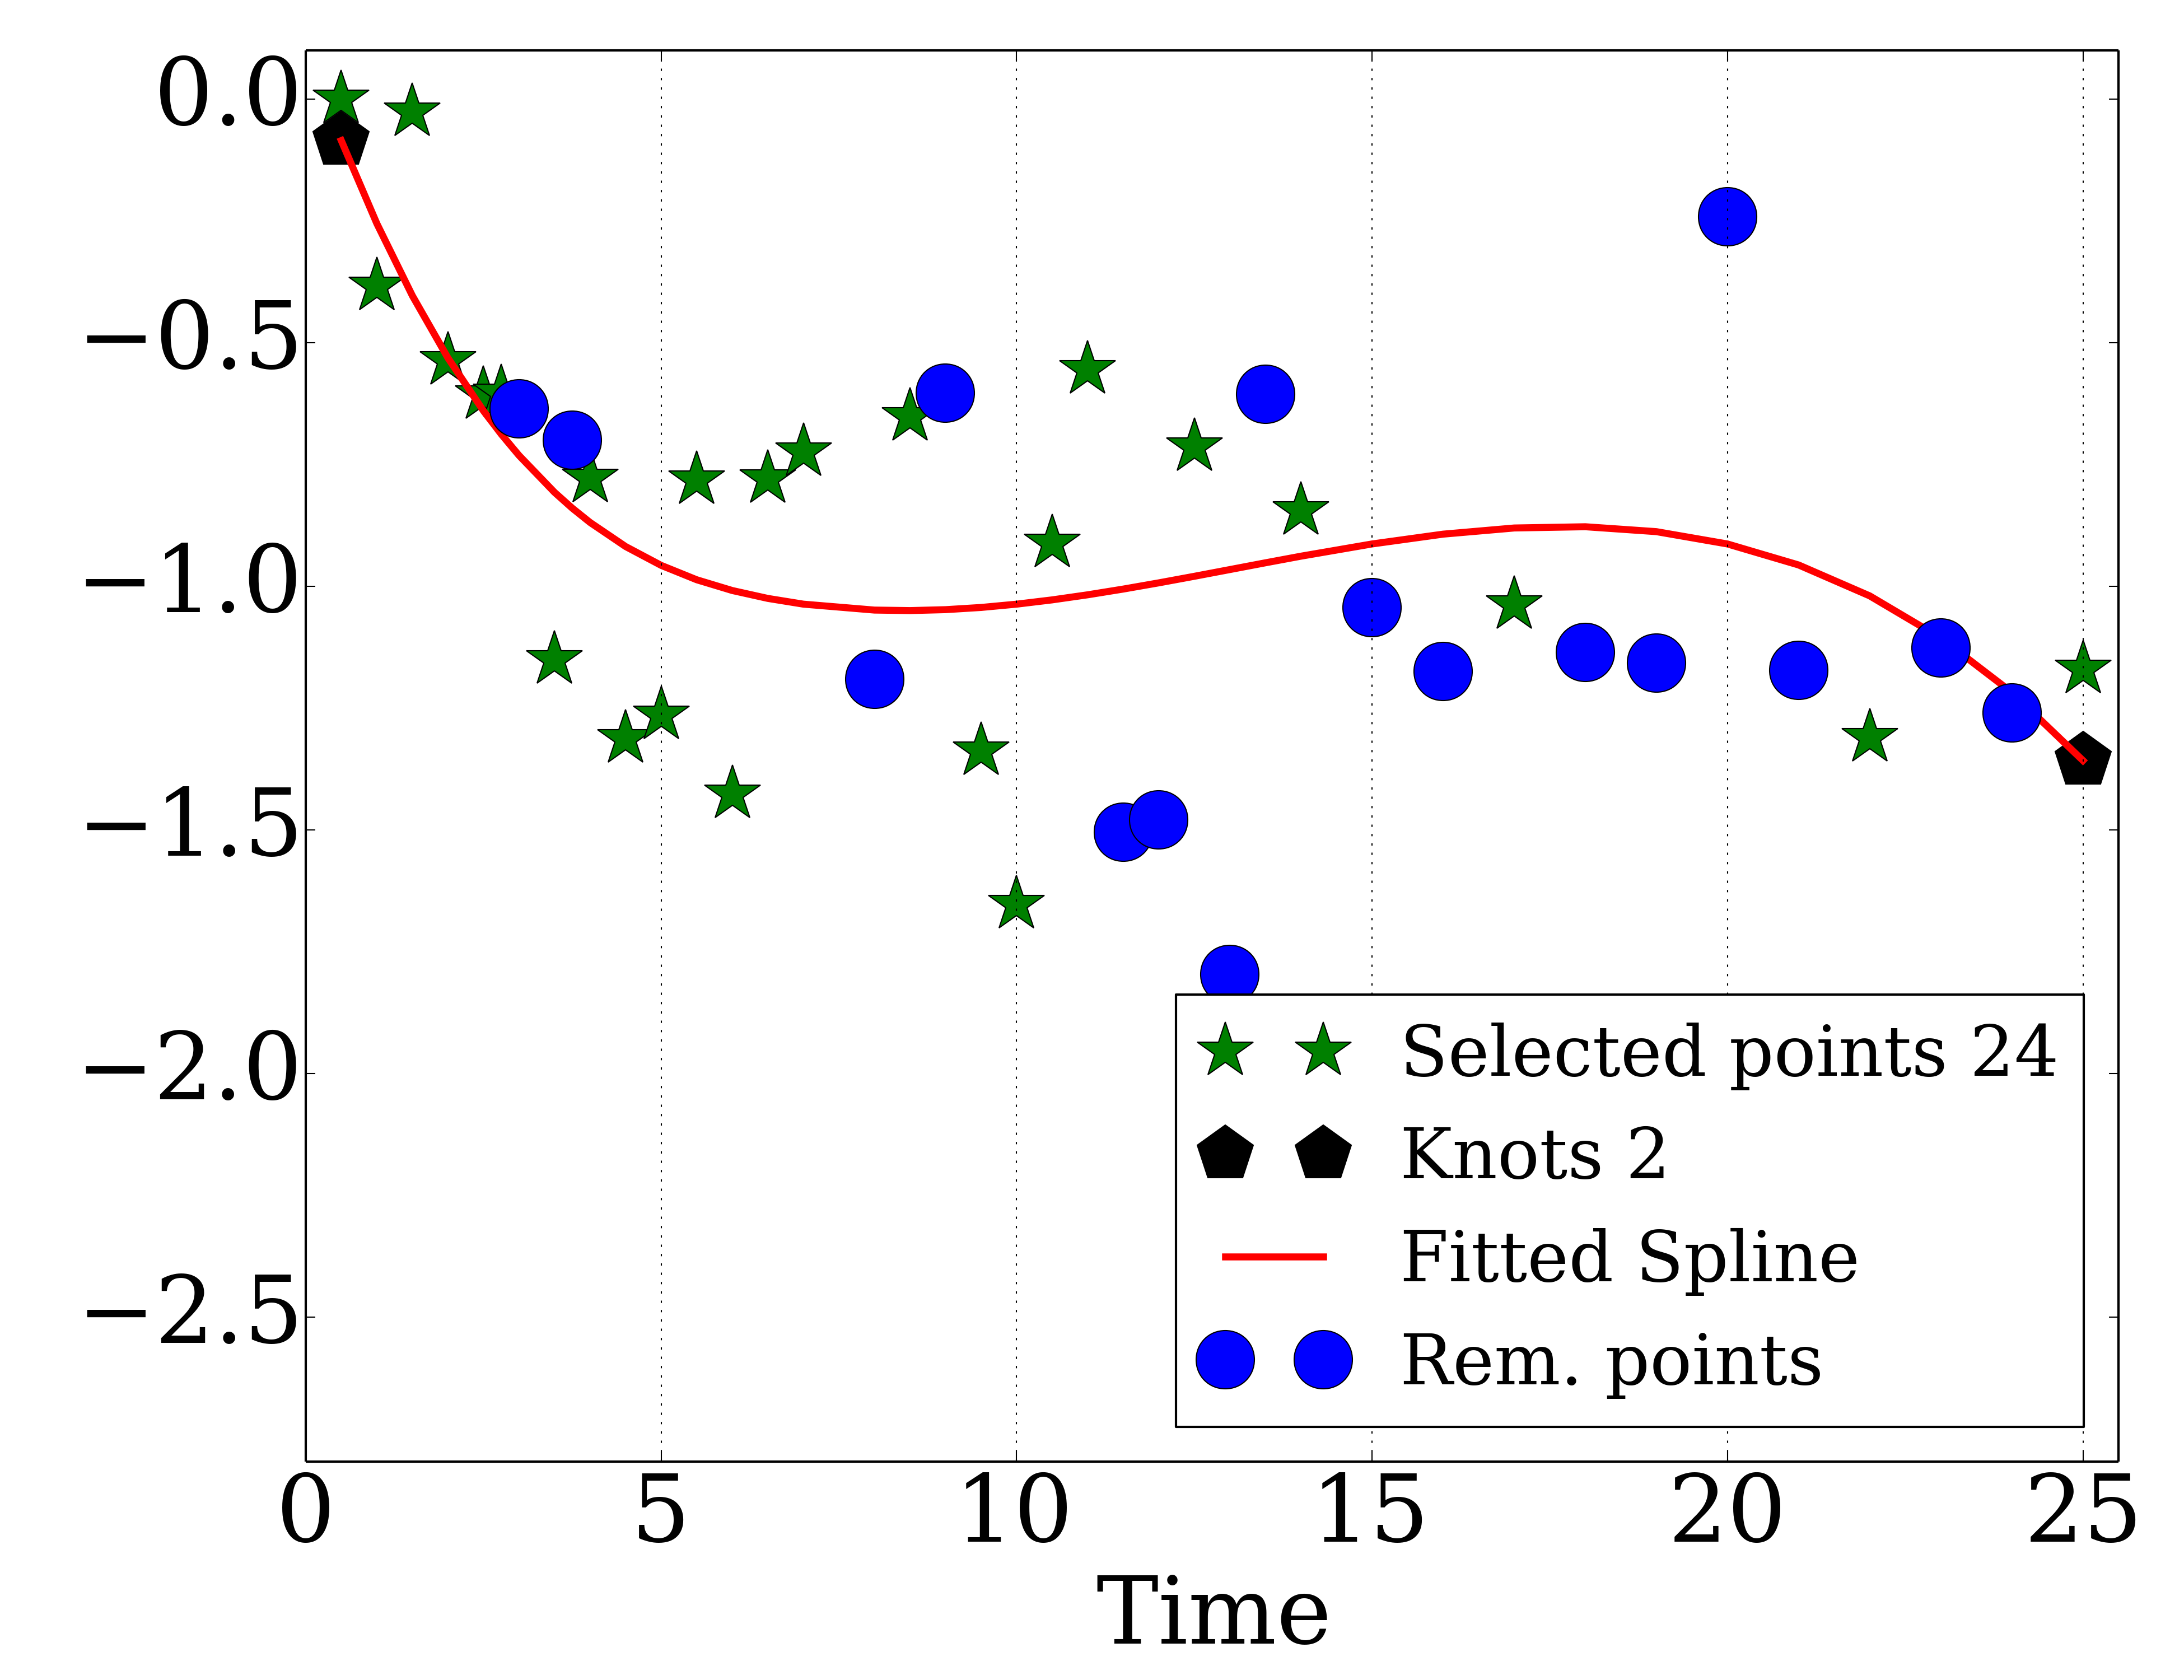 0.0
−0.5
−1.0
−1.5
−2.0
−2.5
Selected points 24
Knots 2
Fitted Spline
Rem. points
0 5 10 15 20 25
Time